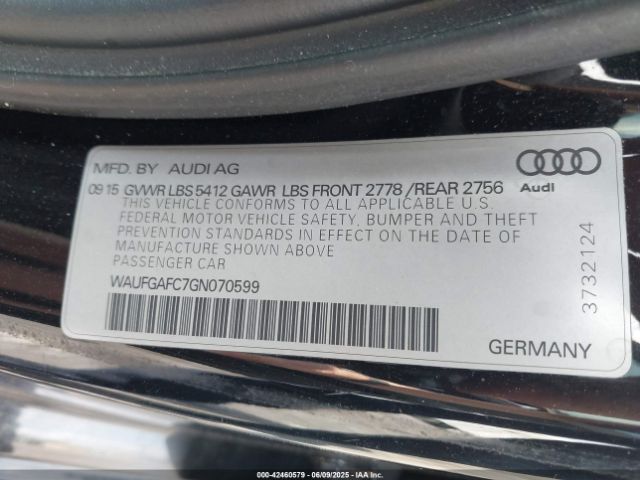 MFD. BY AUDI AG
09 15 GVWR LBS 5412 GAWR LBS FRONT 2778 /REAR 2756
Audi
THIS VEHICLE CONFORMS TO ALL APPLICABLE U.S.
FEDERAL MOTOR VEHICLE SAFETY, BUMPER AND THEFT
PREVENTION STANDARDS IN EFFECT ON THE DATE OF
MANUFACTURE SHOWN ABOVE
PASSENGER CAR
WAUFGAFC7GN070599
3732124
GERMANY
000-42460579 | 06/09/2025 | IAAI.COM